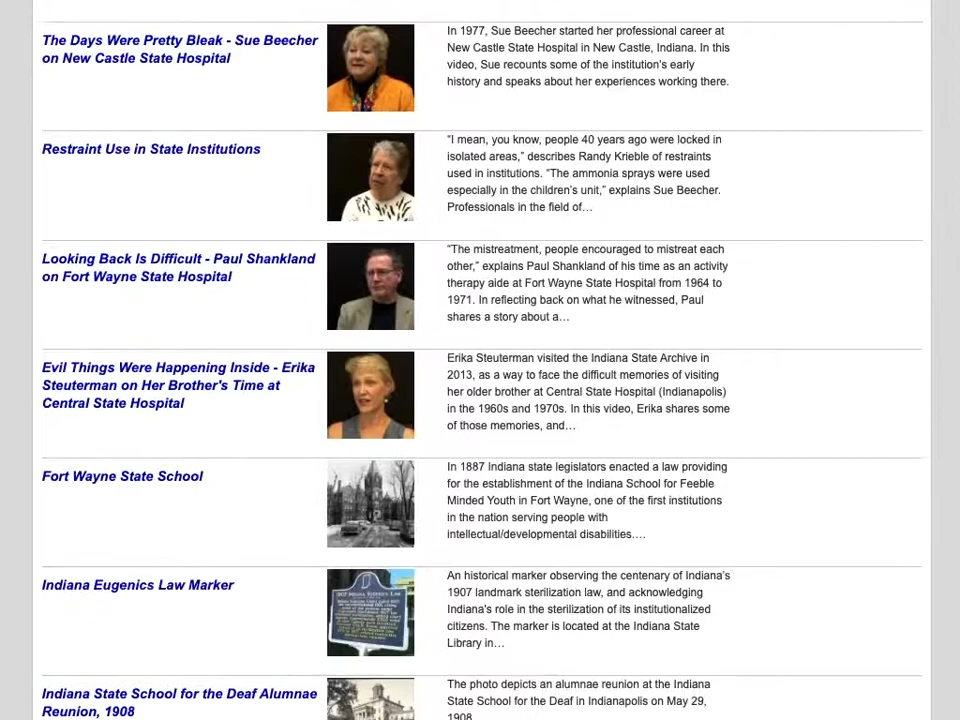 The Days Were Pretty Bleak - Sue Beecher
on New Castle State Hospital
In 1977, Sue Beecher started her professional career at
New Castle State Hospital in New Castle, Indiana. In this
video, Sue recounts some of the institution's early
history and speaks about her experiences working there.
Restraint Use in State Institutions
“I mean, you know, people 40 years ago were locked in
isolated areas,” describes Randy Krieble of restraints
used in institutions. “The ammonia sprays were used
especially in the children’s unit,” explains Sue Beecher.
Professionals in the field of…
Looking Back Is Difficult - Paul Shankland
on Fort Wayne State Hospital
“The mistreatment, people encouraged to mistreat each
other,” explains Paul Shankland of his time as an activity
therapy aide at Fort Wayne State Hospital from 1964 to
1971. In reflecting back on what he witnessed, Paul
shares a story about a…
Evil Things Were Happening Inside - Erika
Steuterman on Her Brother's Time at
Central State Hospital
Erika Steuterman visited the Indiana State Archive in
2013, as a way to face the difficult memories of visiting
her older brother at Central State Hospital (Indianapolis)
in the 1960s and 1970s. In this video, Erika shares some
of those memories, and…
Fort Wayne State School
In 1887 Indiana state legislators enacted a law providing
for the establishment of the Indiana School for Feeble
Minded Youth in Fort Wayne, one of the first institutions
in the nation serving people with
intellectual/developmental disabilities.…
Indiana Eugenics Law Marker
An historical marker observing the centenary of Indiana’s
1907 landmark sterilization law, and acknowledging
Indiana's role in the sterilization of its institutionalized
citizens. The marker is located at the Indiana State
Library in…
Indiana State School for the Deaf Alumnae
Reunion, 1908
The photo depicts an alumnae reunion at the Indiana
State School for the Deaf in Indianapolis on May 29,
1908.